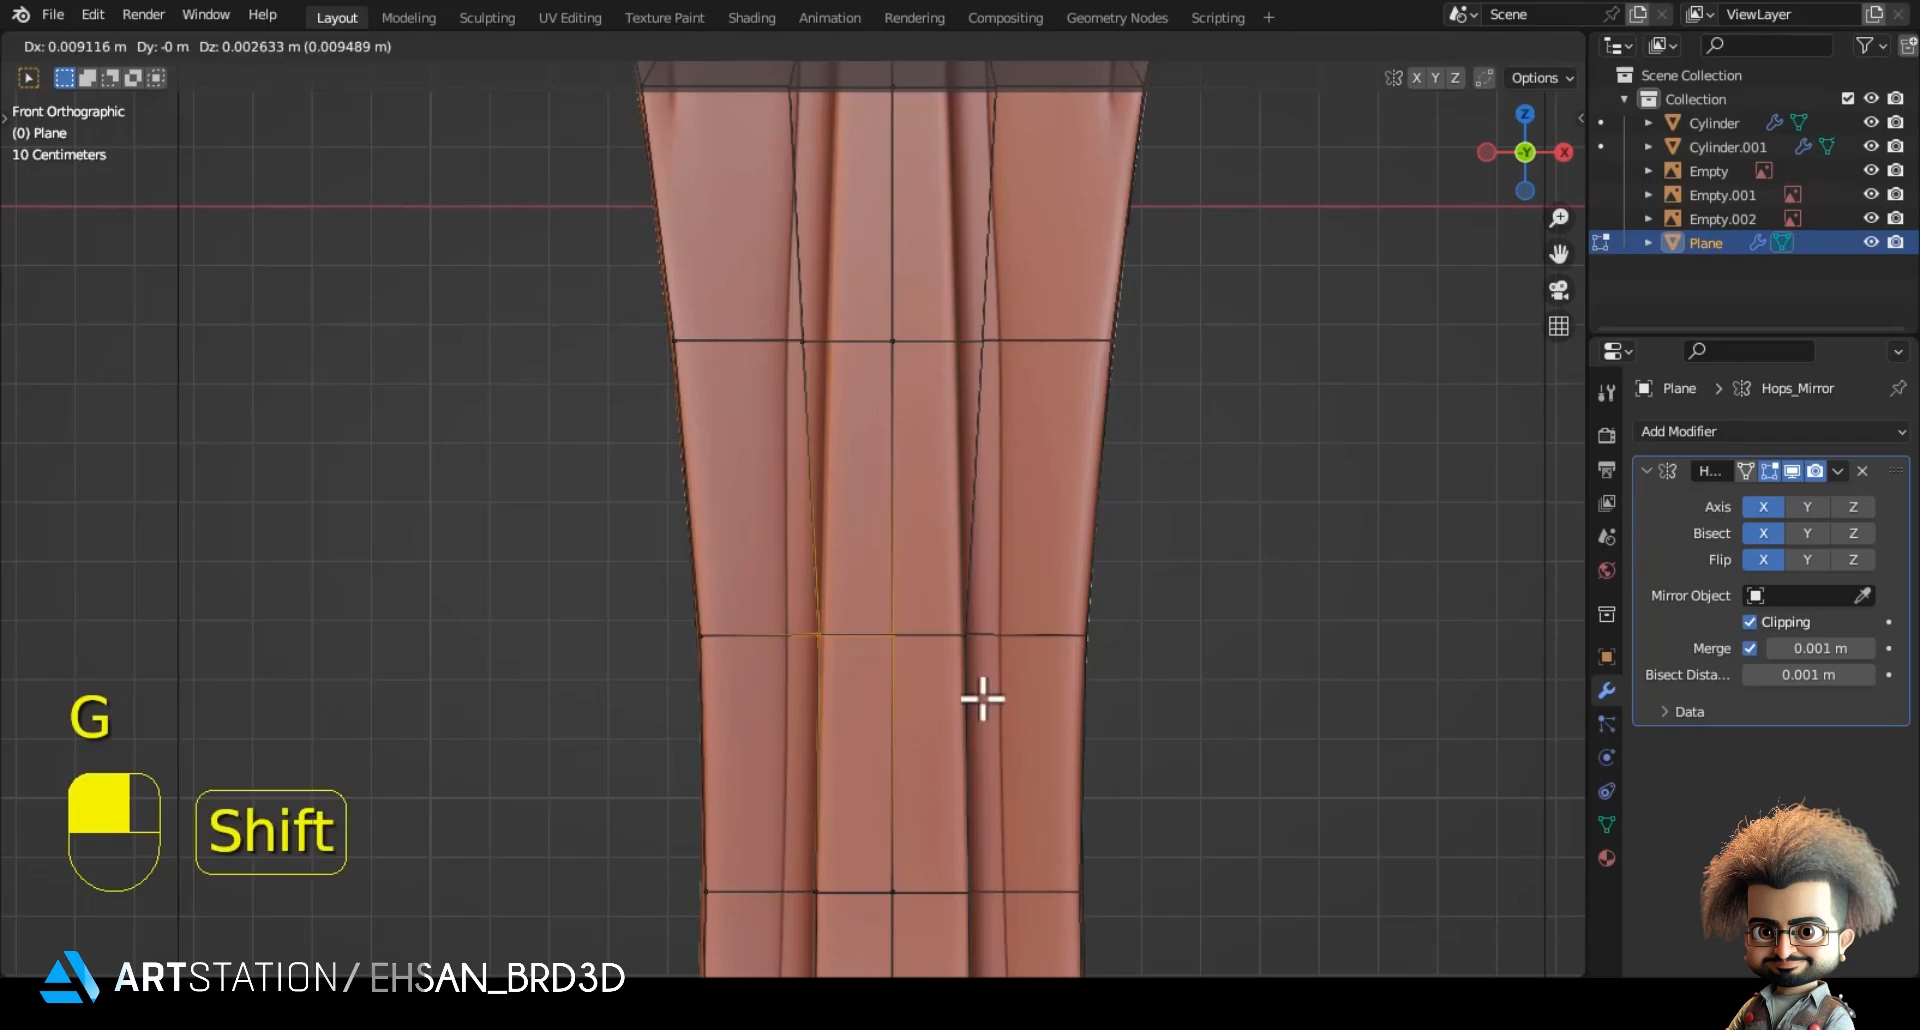 File Edit Render Window Help
Layout Modeling Sculpting UV Editing Texture Paint Shading Animation Rendering Compositing Geometry Nodes Scripting +
Scene
ViewLayer
Dx: 0.009116 m Dy: -0 m Dz: 0.002633 m (0.009489 m)
X Y Z
Options
Front Orthographic
(0) Plane
10 Centimeters
Z
-Y
X
Scene Collection
Collection
Cylinder
Cylinder.001
Empty
Empty.001
Empty.002
Plane
Plane > Hops_Mirror
Add Modifier
H...
Axis X Y Z
Bisect X Y Z
Flip X Y Z
Mirror Object
Clipping
Merge 0.001 m
Bisect Dista... 0.001 m
Data
G
Shift
ARTSTATION/EHSAN_BRD3D